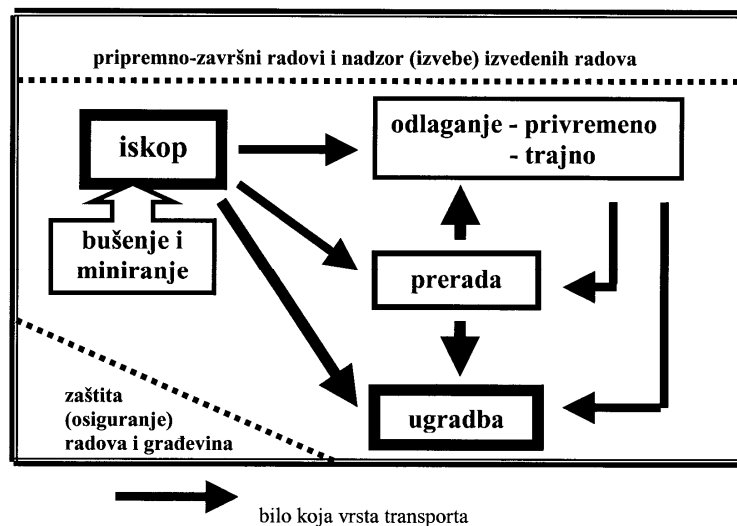 pripremno-završni radovi i nadzor (izvebe) izvedenih radova
iskop
odlaganje - privremeno
- trajno
bušenje i
miniranje
prerada
ugradba
zaštita
(osiguranje)
radova i građevina
bilo koja vrsta transporta